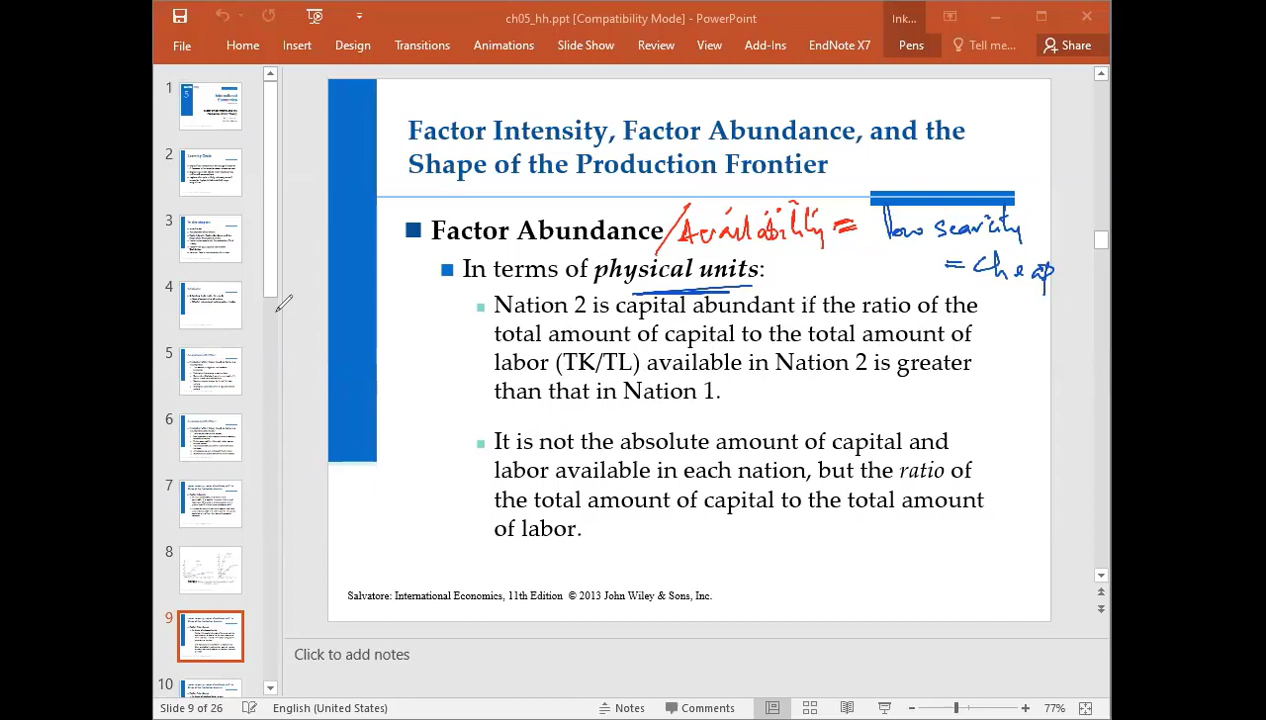 ch05_hh.ppt [Compatibility Mode] - PowerPoint
Ink...
File Home Insert Design Transitions Animations Slide Show Review View Add-Ins EndNote X7 Pens Tell me... Share
1
2
3
4
5
6
7
8
9
10
Factor Intensity, Factor Abundance, and the
Shape of the Production Frontier
Factor Abundance/Availability = low scarcity
= cheap
In terms of physical units:
Nation 2 is capital abundant if the ratio of the
total amount of capital to the total amount of
labor (TK/TL) available in Nation 2 is greater
than that in Nation 1.
It is not the absolute amount of capital and
labor available in each nation, but the ratio of
the total amount of capital to the total amount
of labor.
Salvatore: International Economics, 11th Edition © 2013 John Wiley & Sons, Inc.
Click to add notes
Slide 9 of 26 English (United States) Notes Comments 77%